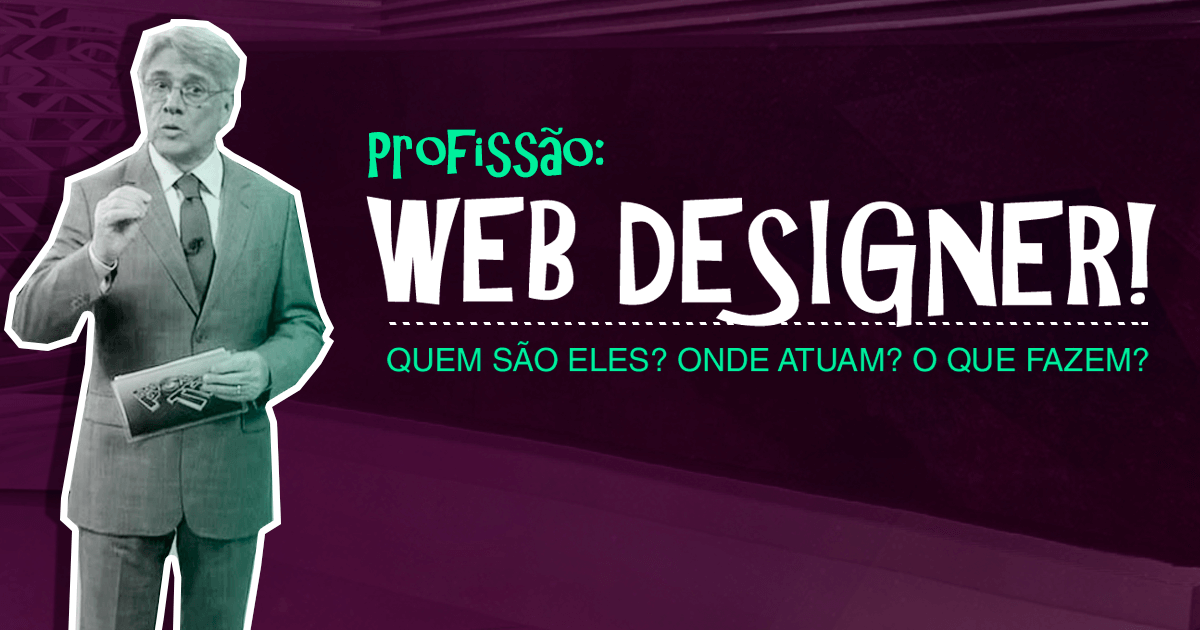 Profissão:
WEB DESIGNER!
QUEM SÃO ELES? ONDE ATUAM? O QUE FAZEM?